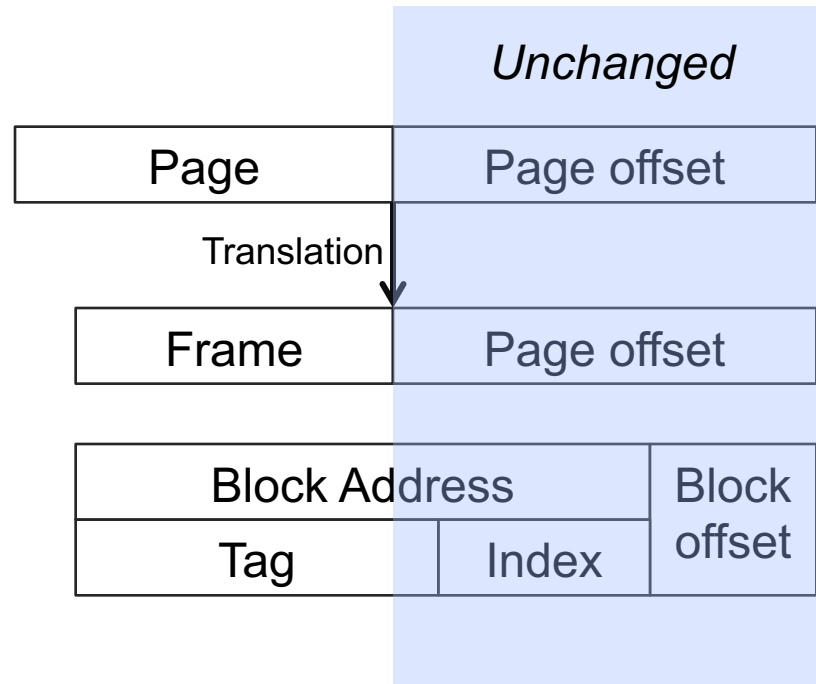 Unchanged
Page Page offset
Translation
Frame Page offset
Block Address Block
offset
Tag Index